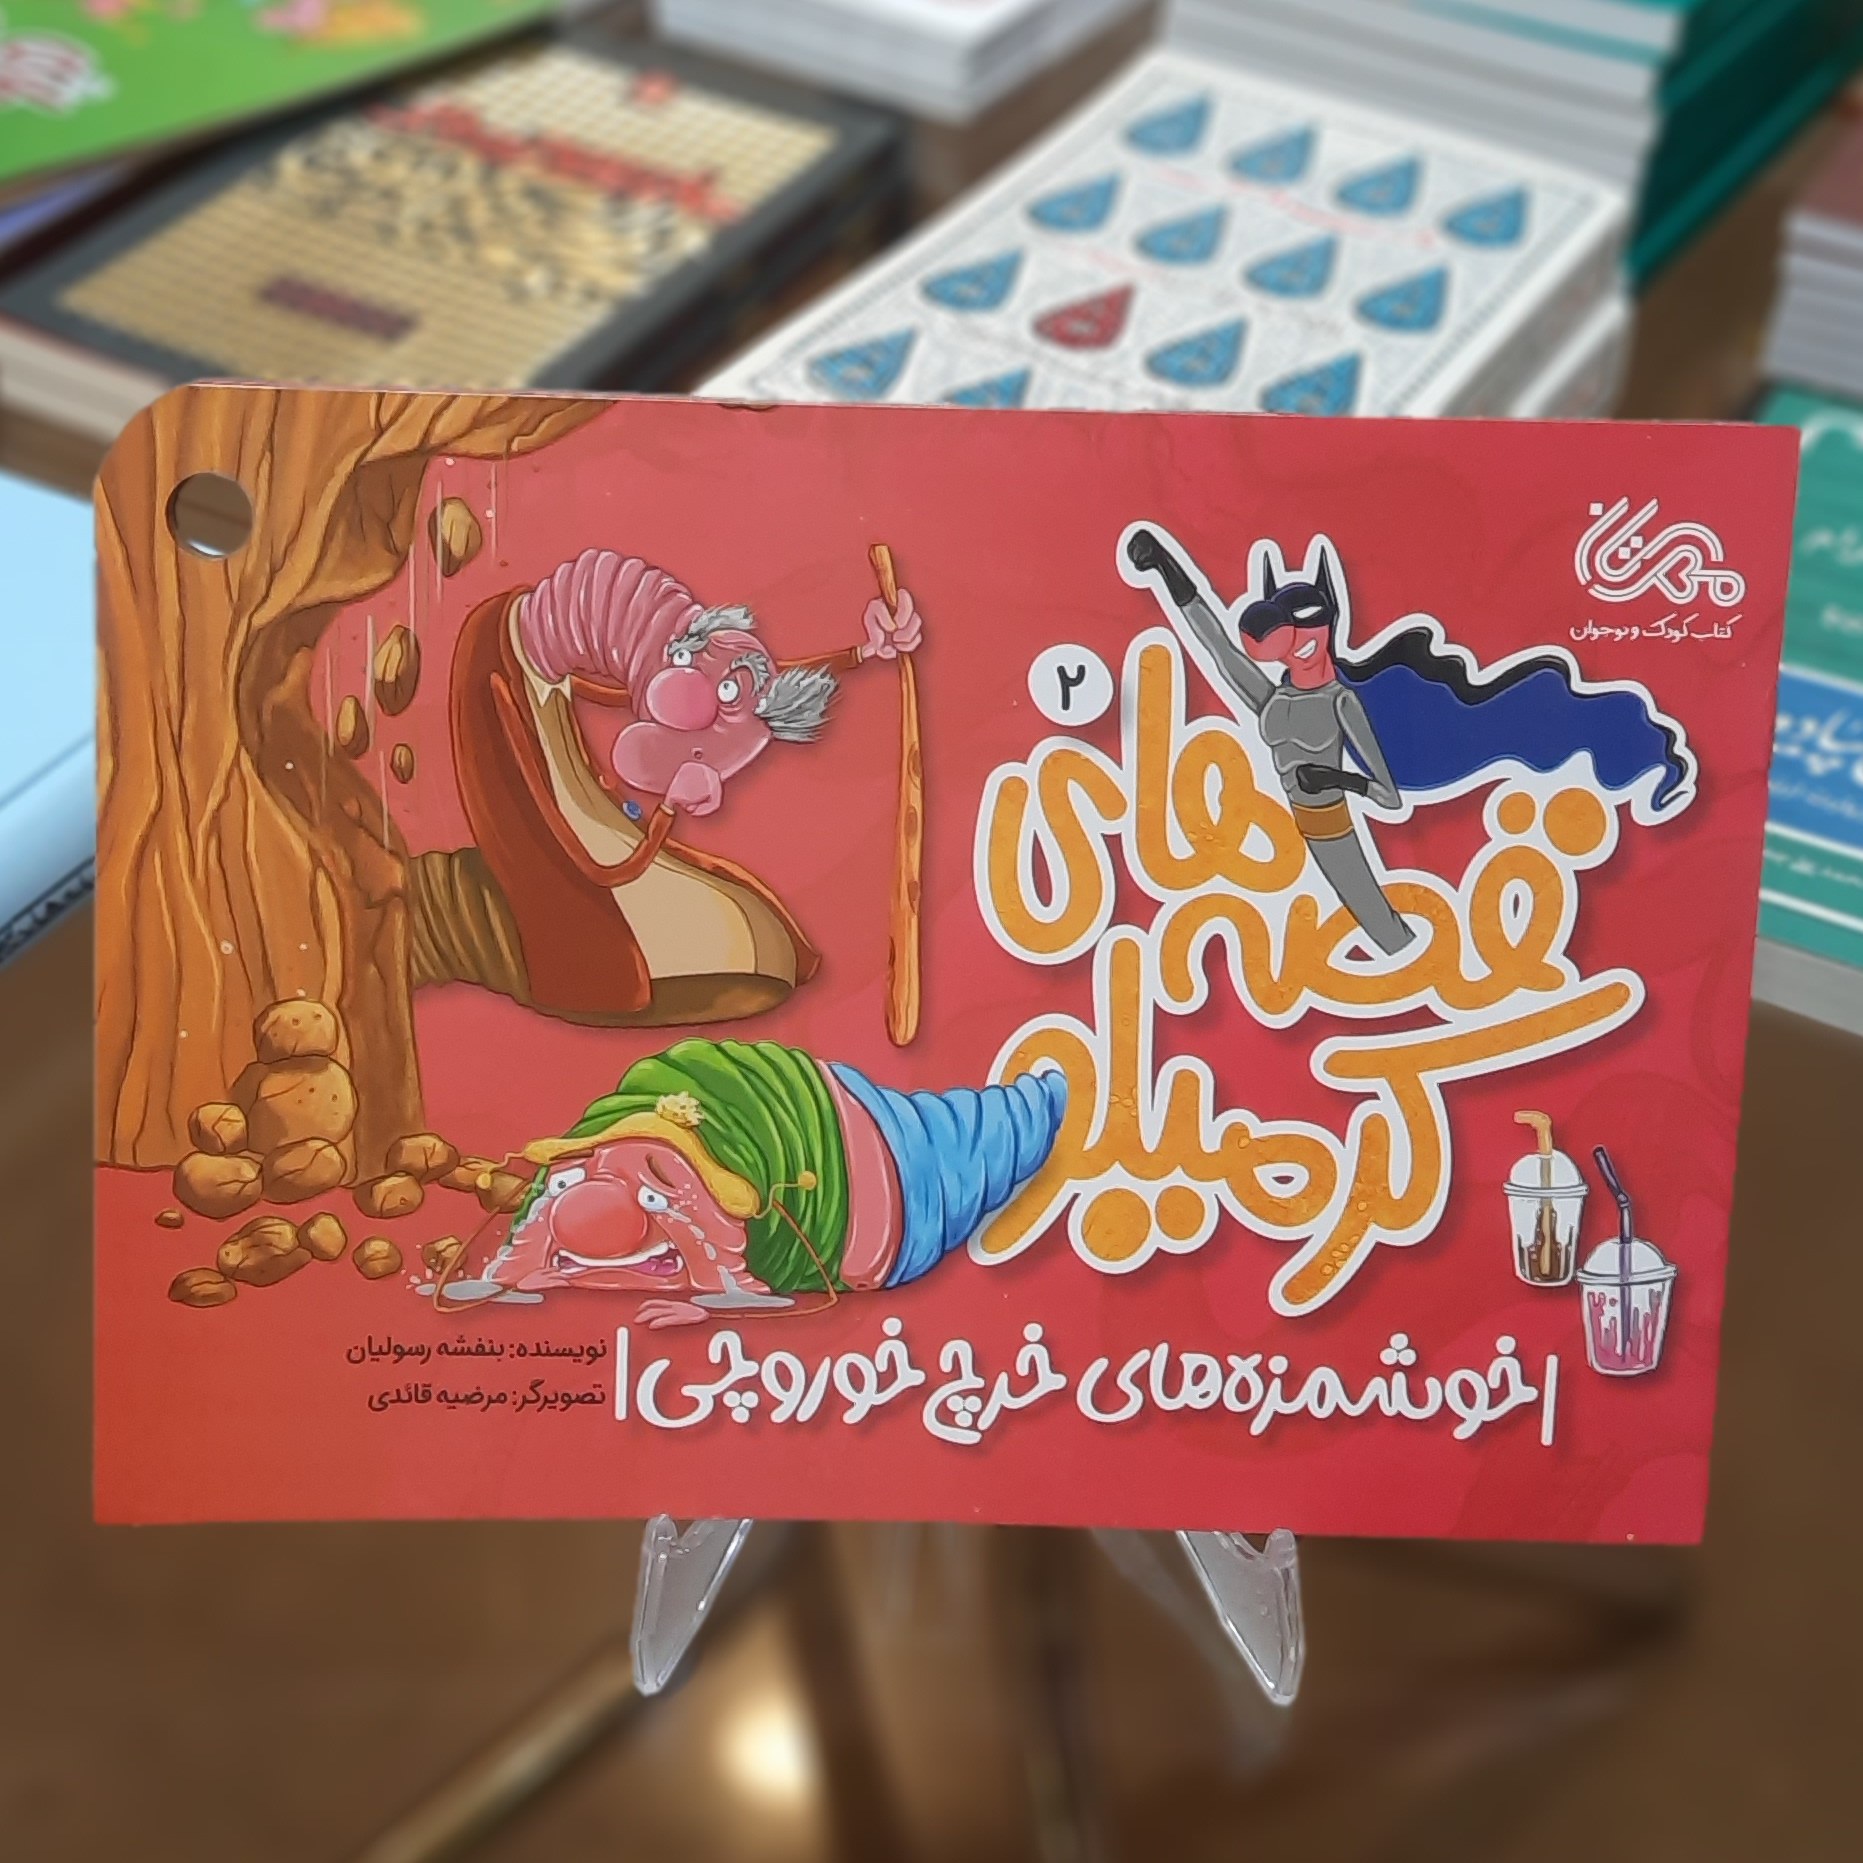 مهرستان
کتاب کودک و نوجوان
۲
قصه‌های
کرمیلو
خوشمزه‌های خرچ خوروچی
نویسنده: بنفشه رسولیان
تصویرگر: مرضیه قائدی